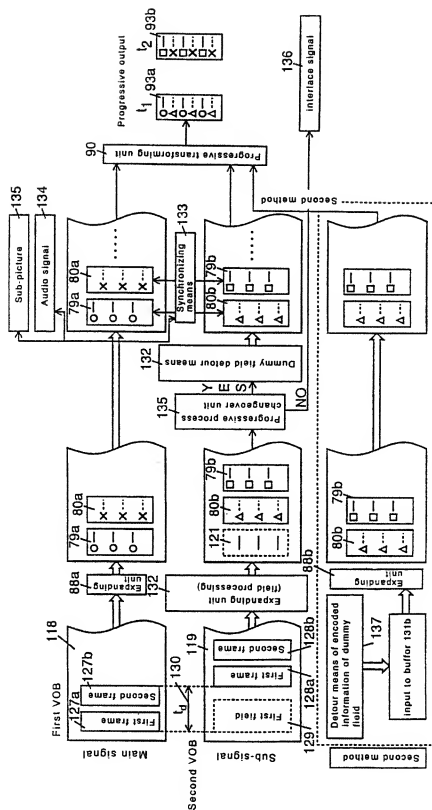 First VOB
118
127a
127b
First frame
Second frame
Main signal
130
t_d
Second VOB
119
First field
First frame
Second frame
129
128a
128b
Sub-signal
88a
Expanding unit
132
Expanding unit (field processing)
79a
80a
121
80b
79b
135
Progressive process changeover unit
YES
NO
132
Dummy field detour means
135
Sub-picture
134
Audio signal
79a
80a
133
Synchronizing means
80b
79b
90
Progressive transforming unit
Progressive output
t1
93a
t2
93b
136
Interlace signal
Second method
Detour means of encoded information of dummy field
137
Input to buffor 131b
88b
Expanding unit
80b
79b
Second method